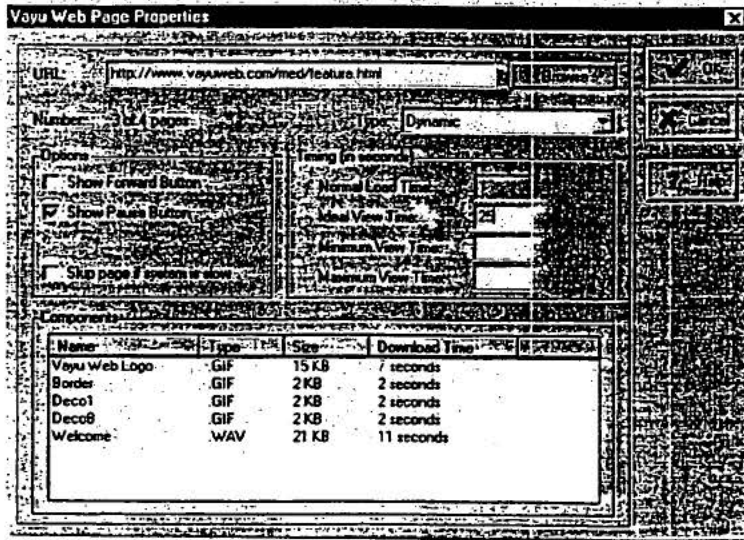 Vayu Web Page Properties
URL: http://www.vayuweb.com/med/feature.html Browse OK
Number: 3 of 4 pages Type: Dynamic Cancel
Options Timing (in seconds) Help
Show Forward Button Normal Load Time:
Show Pause Button Ideal View Time: 25
Minimum View Time:
Skip page if system is slow Maximum View Time:
Components
Name Type Size Download Time
Vayu Web Logo .GIF 15 KB 7 seconds
Border .GIF 2 KB 2 seconds
Deco1 .GIF 2 KB 2 seconds
Deco8 .GIF 2 KB 2 seconds
Welcome .WAV 21 KB 11 seconds